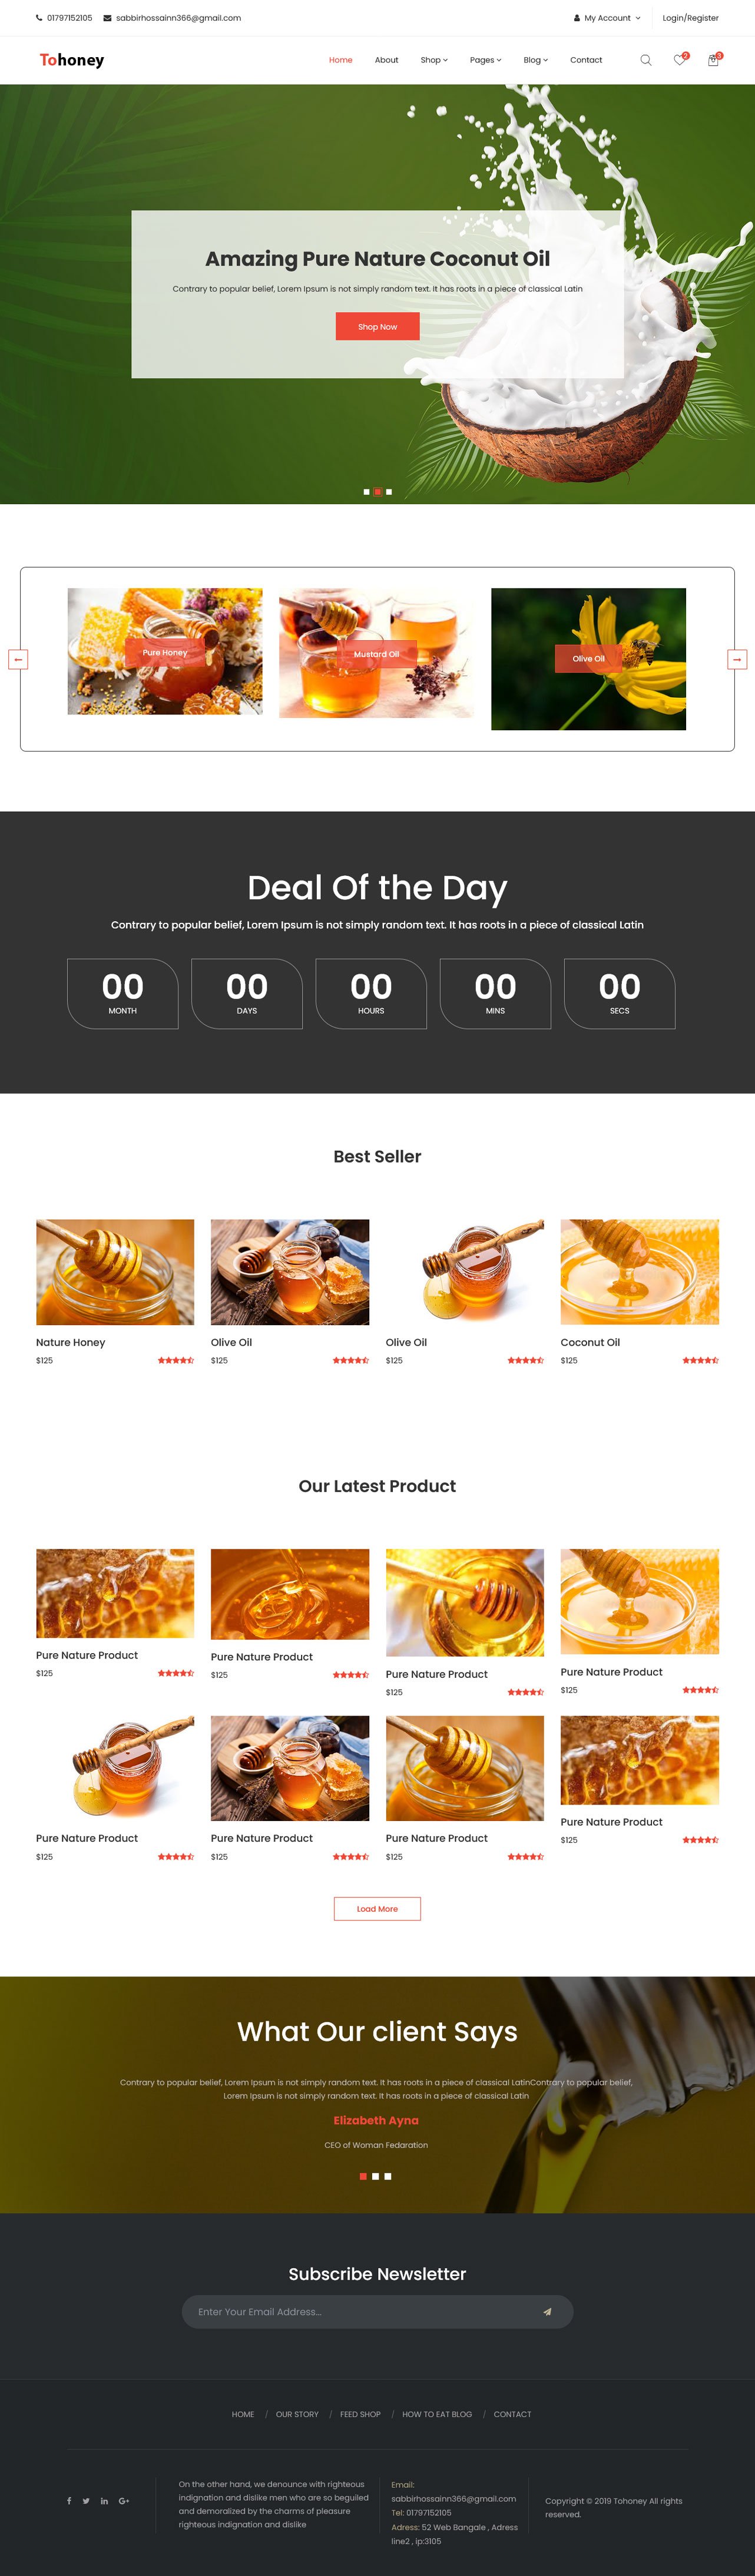 01797152105 sabbirhossainn366@gmail.com My Account Login/Register
Tohoney Home About Shop Pages Blog Contact 2 3
Amazing Pure Nature Coconut Oil
Contrary to popular belief, Lorem Ipsum is not simply random text. It has roots in a piece of classical Latin
Shop Now
Pure Honey
Mustard Oil
Olive Oil
Deal Of the Day
Contrary to popular belief, Lorem Ipsum is not simply random text. It has roots in a piece of classical Latin
00 00 00 00 00
MONTH DAYS HOURS MINS SECS
Best Seller
Nature Honey Olive Oil Olive Oil Coconut Oil
$125 $125 $125 $125
Our Latest Product
Pure Nature Product
$125
Pure Nature Product
$125
Pure Nature Product
$125
Pure Nature Product
$125
Pure Nature Product
$125
Pure Nature Product
$125
Pure Nature Product
$125
Pure Nature Product
$125
Load More
What Our client Says
Contrary to popular belief, Lorem Ipsum is not simply random text. It has roots in a piece of classical LatinContrary to popular belief,
Lorem Ipsum is not simply random text. It has roots in a piece of classical Latin
Elizabeth Ayna
CEO of Woman Fedaration
Subscribe Newsletter
Enter Your Email Address...
HOME / OUR STORY / FEED SHOP / HOW TO EAT BLOG / CONTACT
On the other hand, we denounce with righteous
indignation and dislike men who are so beguiled
and demoralized by the charms of pleasure
righteous indignation and dislike
Email:
sabbirhossainn366@gmail.com
Tel: 01797152105
Adress: 52 Web Bangale , Adress
line2 , ip:3105
Copyright © 2019 Tohoney All rights
reserved.